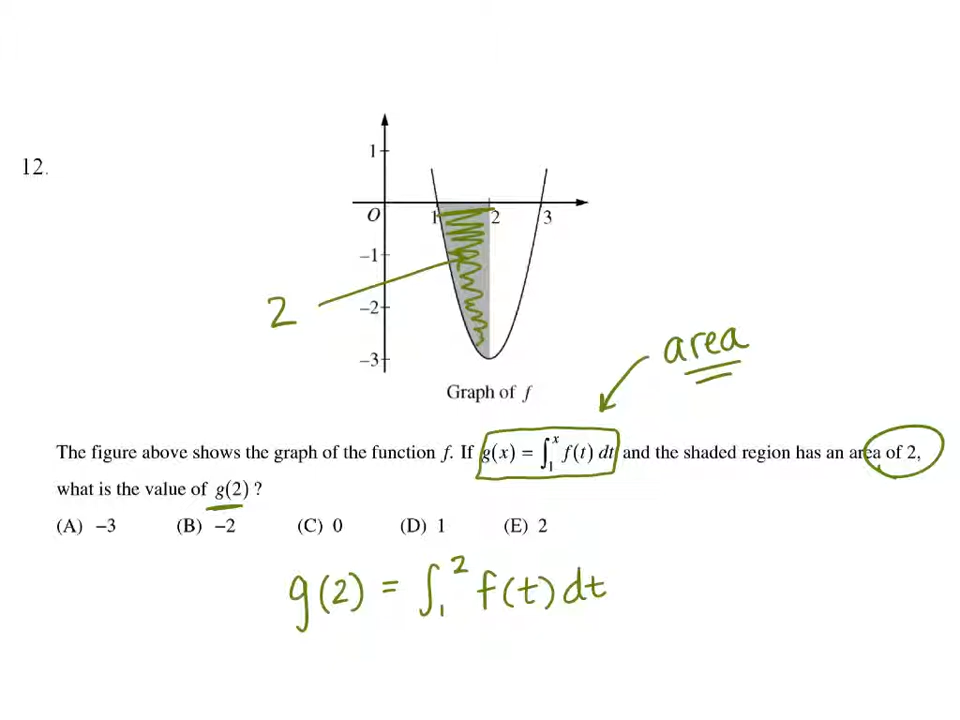 12.
1
O
1
2
3
−1
−2
−3
2
Graph of f
area
The figure above shows the graph of the function f. If g(x) = ∫₁ˣ f(t) dt and the shaded region has an area of 2,
what is the value of g(2) ?
(A) −3 (B) −2 (C) 0 (D) 1 (E) 2
g(2) = ∫₁² f(t) dt